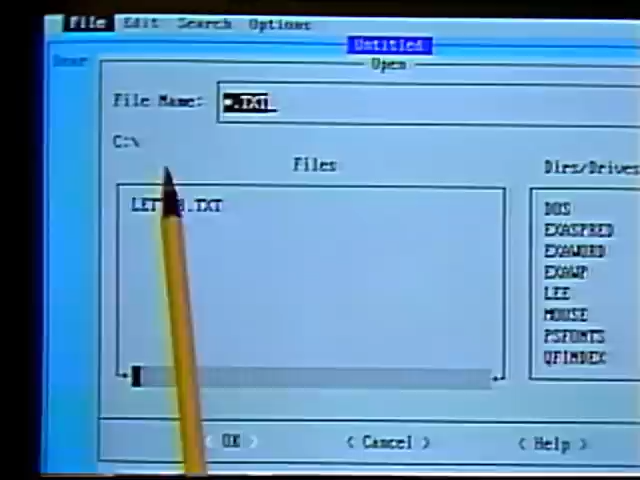 File Edit Search Options
Untitled
Open
File Name: *.TXT
C:\
Files
Dirs/Drives
LET .TXT
DOS
EXASPRED
EXAWORD
EXAWP
LEE
MOUSE
PSFONTS
QFINDEX
< OK > < Cancel > < Help >